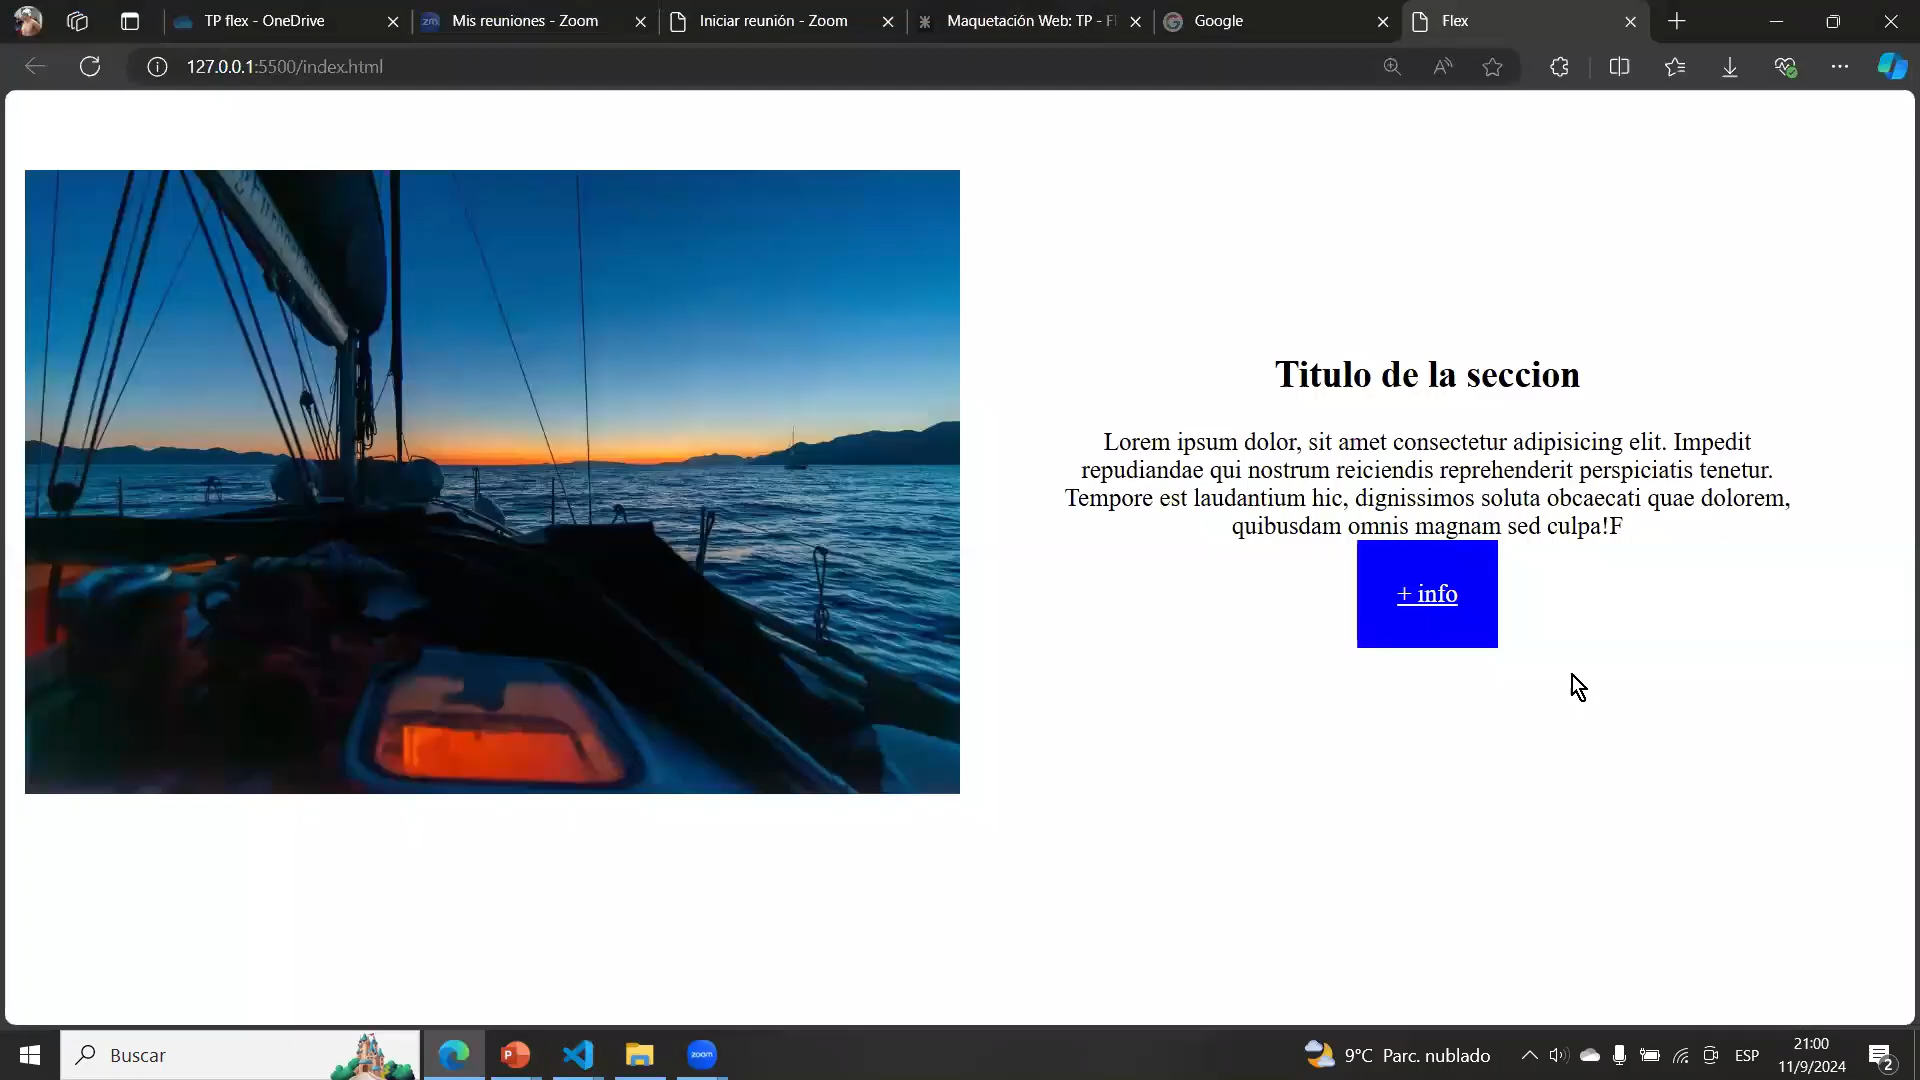 TP flex - OneDrive
Mis reuniones - Zoom
Iniciar reunión - Zoom
Maquetación Web: TP - Fl
Google
Flex
127.0.0.1:5500/index.html
Titulo de la seccion
Lorem ipsum dolor, sit amet consectetur adipisicing elit. Impedit
repudiandae qui nostrum reiciendis reprehenderit perspiciatis tenetur.
Tempore est laudantium hic, dignissimos soluta obcaecati quae dolorem,
quibusdam omnis magnam sed culpa!F
+ info
Buscar
zoom
9°C Parc. nublado
ESP
21:00
11/9/2024
2